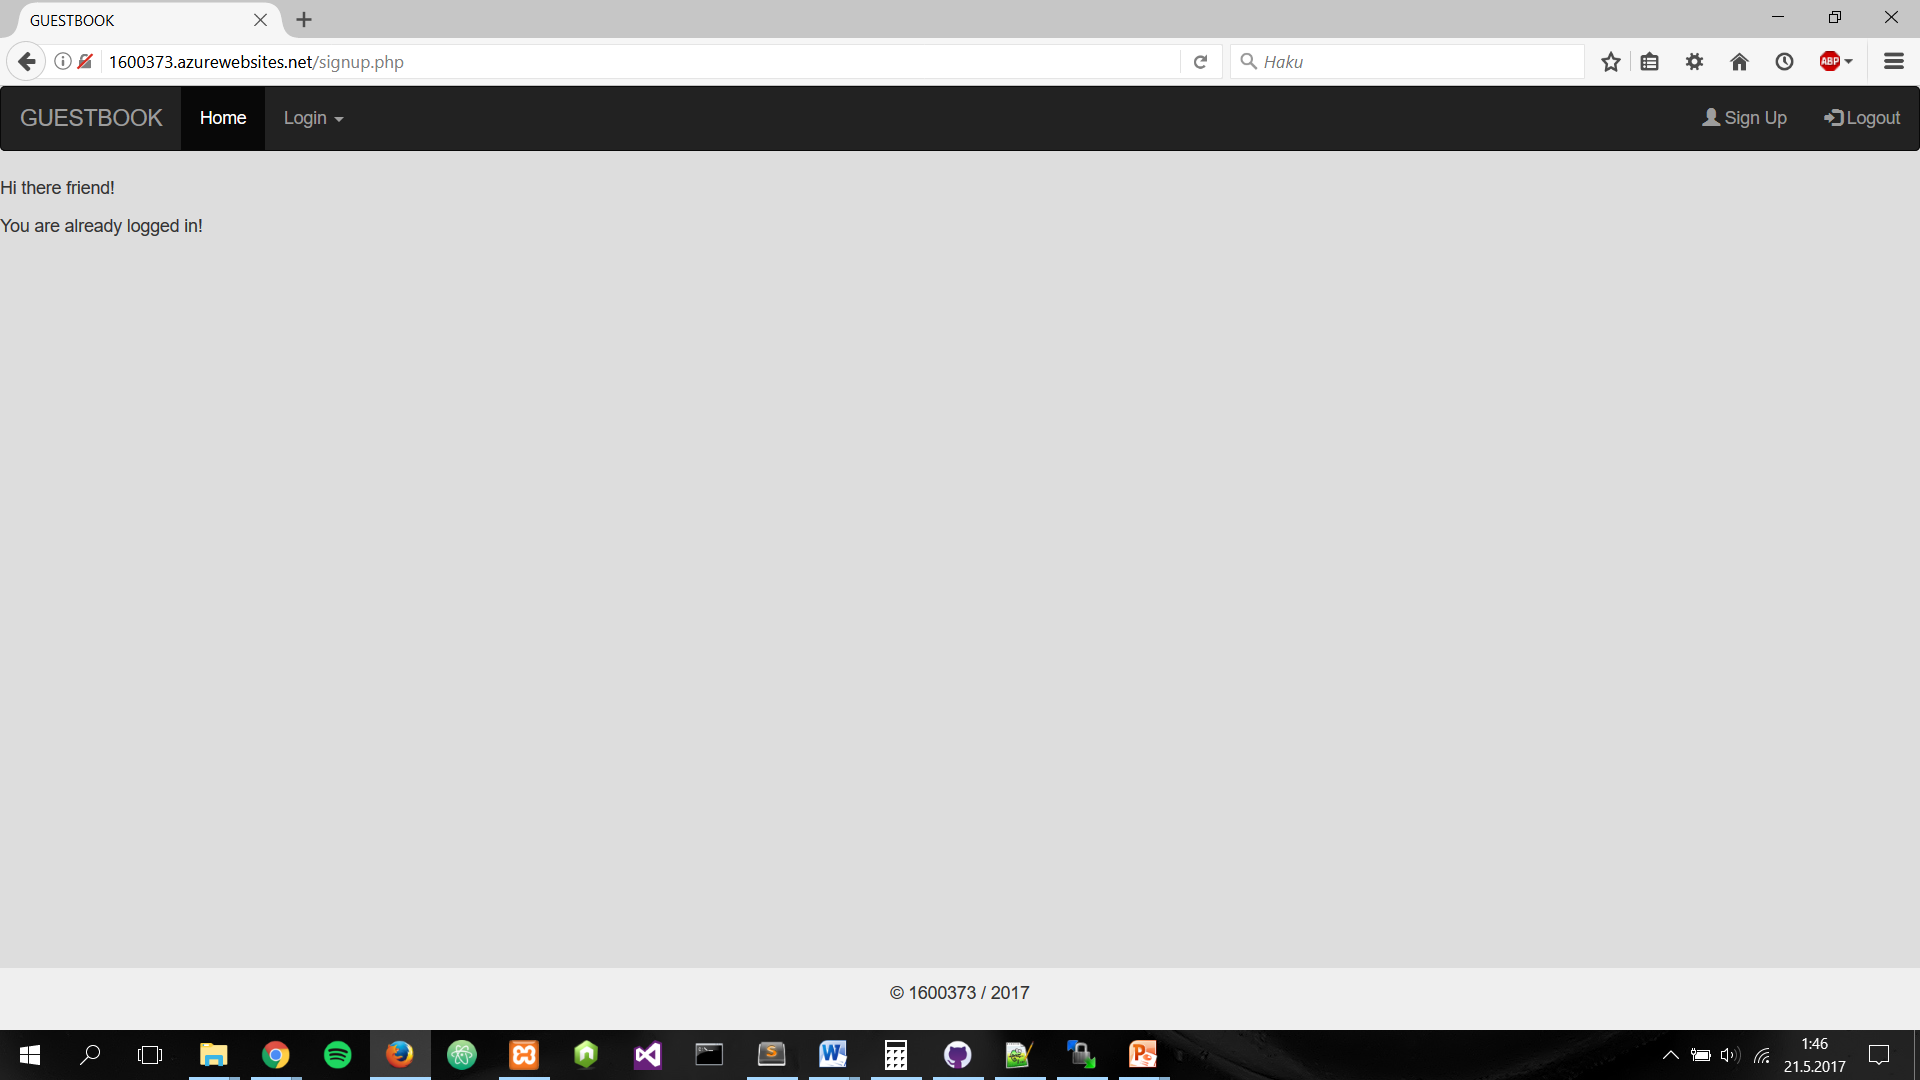 GUESTBOOK
1600373.azurewebsites.net/signup.php
Haku
ABP
GUESTBOOK Home Login Sign Up Logout
Hi there friend!
You are already logged in!
© 1600373 / 2017
1:46
21.5.2017